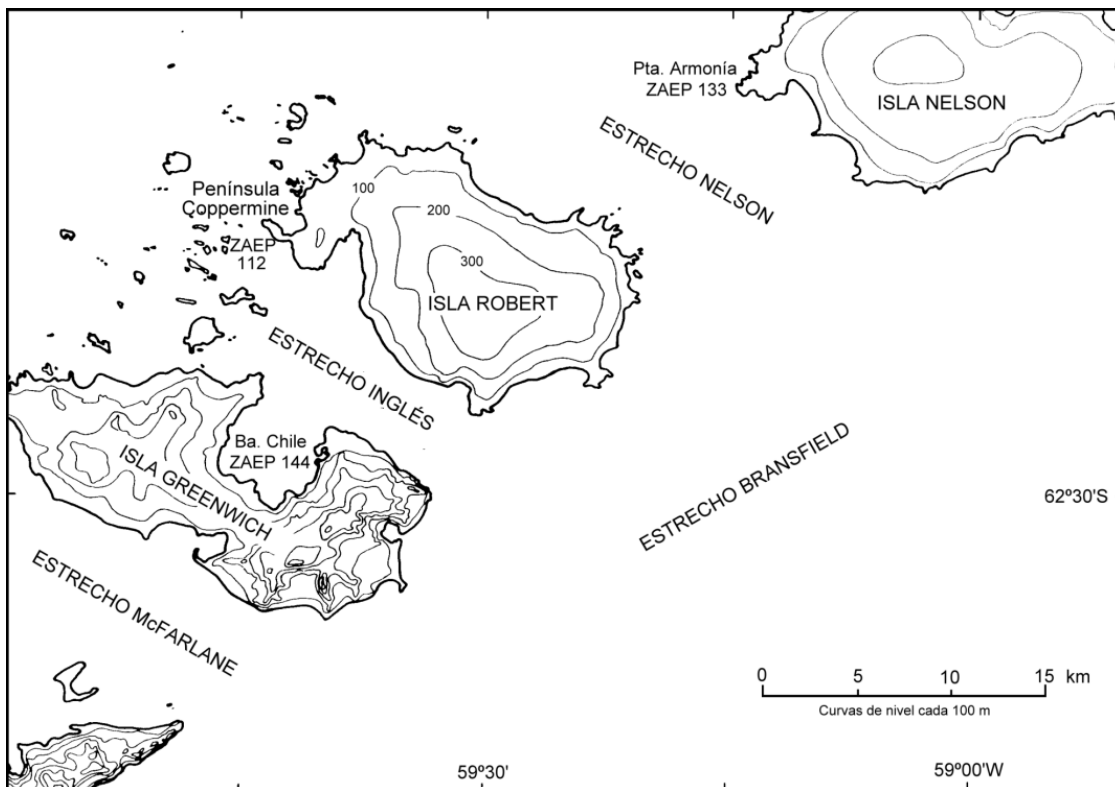 Pta. Armonía
ZAEP 133
ISLA NELSON
ESTRECHO NELSON
Península
Coppermine
ZAEP
112
100
200
300
ISLA ROBERT
ESTRECHO INGLÉS
Ba. Chile
ZAEP 144
ISLA GREENWICH
ESTRECHO BRANSFIELD
62º30'S
ESTRECHO McFARLANE
0 5 10 15 km
Curvas de nivel cada 100 m
59º30'
59º00'W